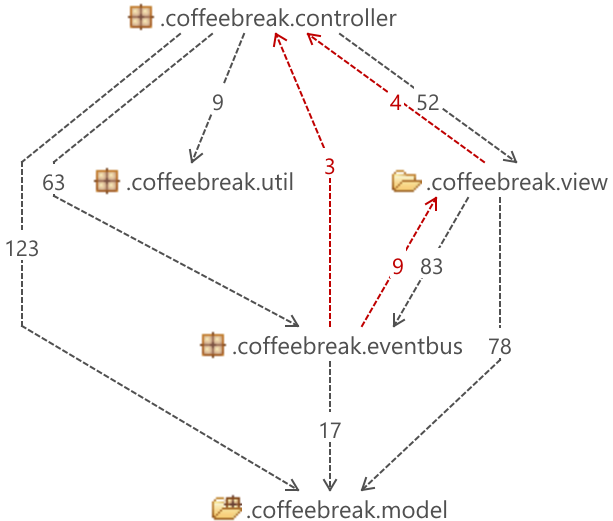 .coffeebreak.controller
9
4
52
3
63
.coffeebreak.util
.coffeebreak.view
123
9
83
.coffeebreak.eventbus
78
17
.coffeebreak.model